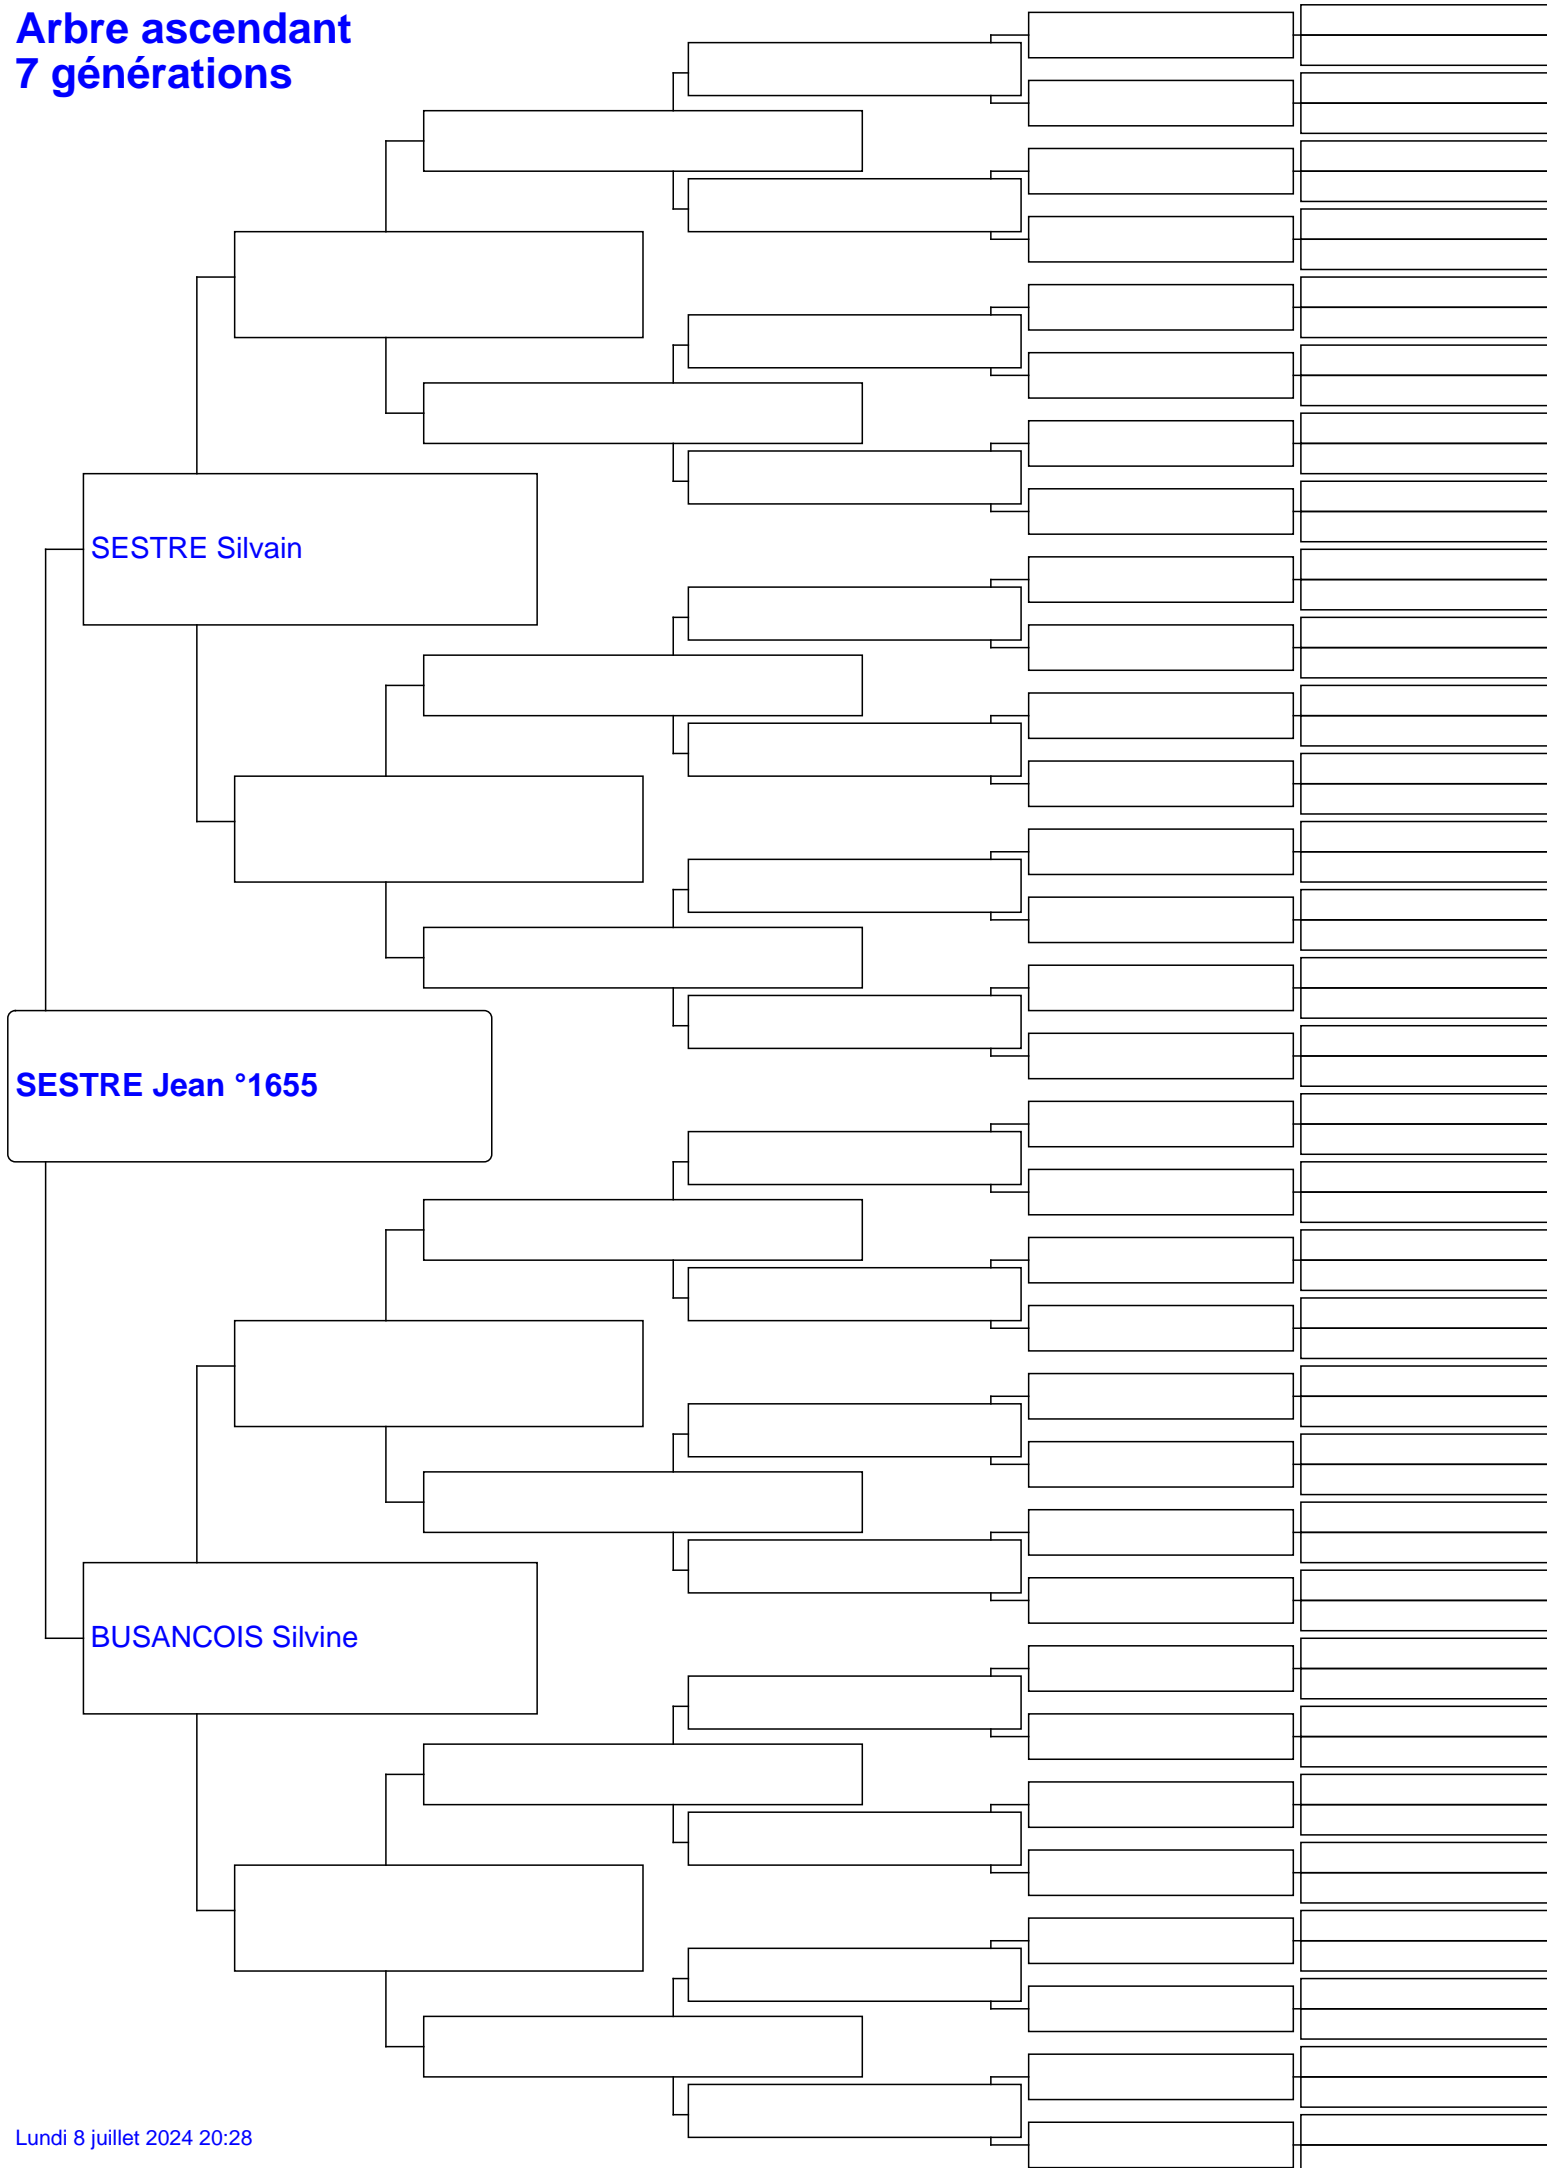 Arbre ascendant
7 générations
SESTRE Silvain
SESTRE Jean °1655
BUSANCOIS Silvine
Lundi 8 juillet 2024 20:28